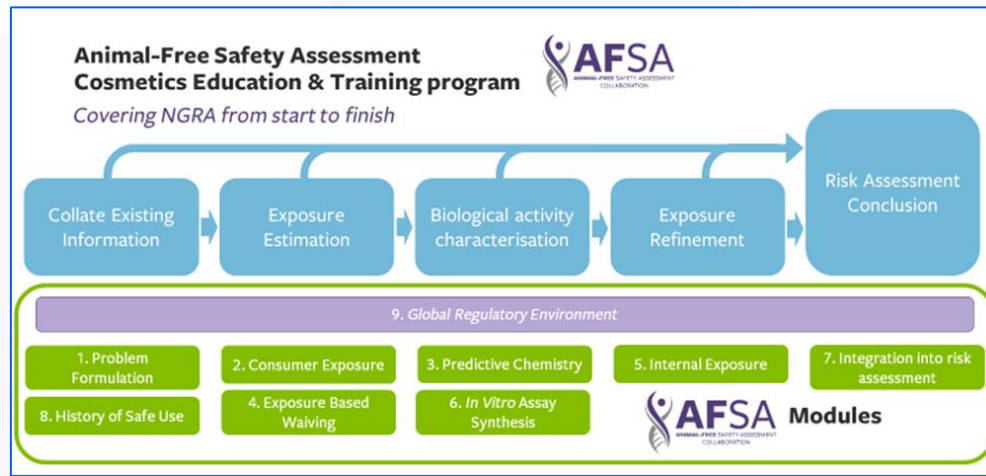 Animal-Free Safety Assessment
Cosmetics Education & Training program
Covering NGRA from start to finish
AFSA
ANIMAL-FREE SAFETY ASSESSMENT
COLLABORATION
Collate Existing
Information
Exposure
Estimation
Biological activity
characterisation
Exposure
Refinement
Risk Assessment
Conclusion
9. Global Regulatory Environment
1. Problem
Formulation
2. Consumer Exposure
3. Predictive Chemistry
5. Internal Exposure
7. Integration into risk
assessment
8. History of Safe Use
4. Exposure Based
Waiving
6. In Vitro Assay
Synthesis
AFSA
ANIMAL-FREE SAFETY ASSESSMENT
COLLABORATION
Modules